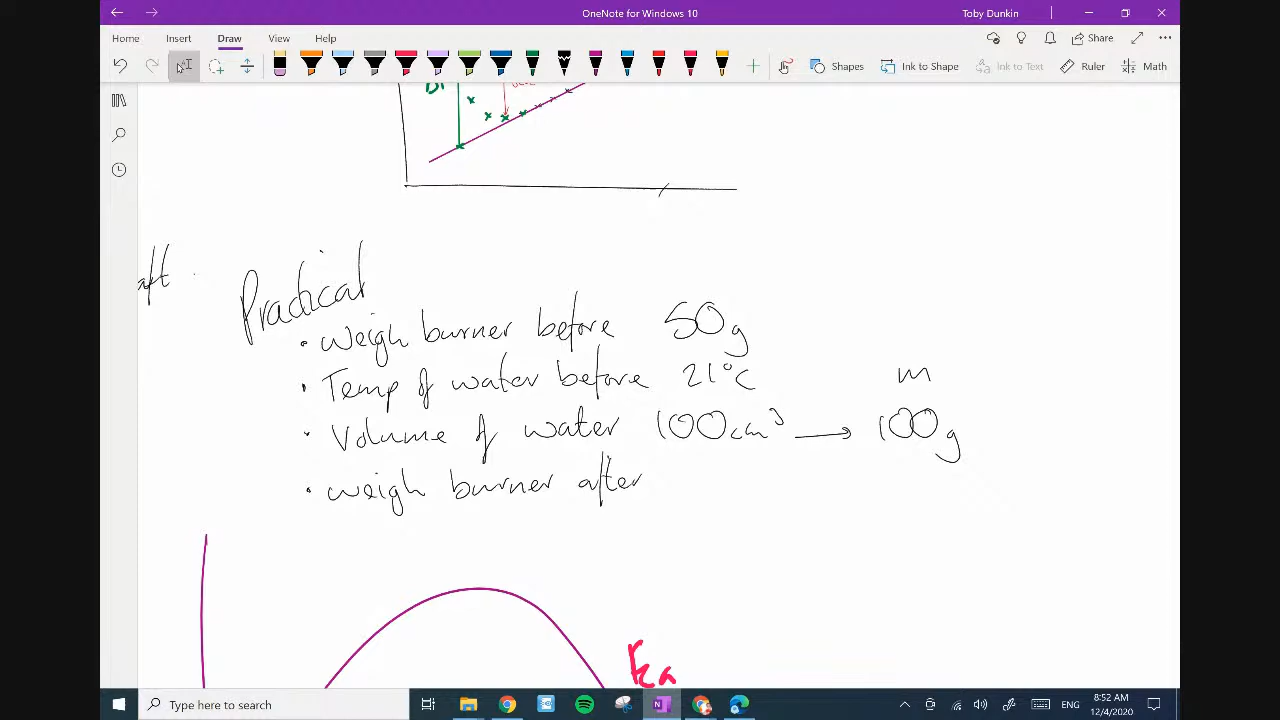 OneNote for Windows 10
Toby Dunkin
Home Insert Draw View Help
Share
Shapes Ink to Shape Ink to Text Ruler Math
aft
Practical
• Weigh burner before 50g
• Temp of water before 21°C
m
• Volume of water 100cm³ → 100g
• weigh burner after
Ea
Type here to search
ENG
8:52 AM
12/4/2020